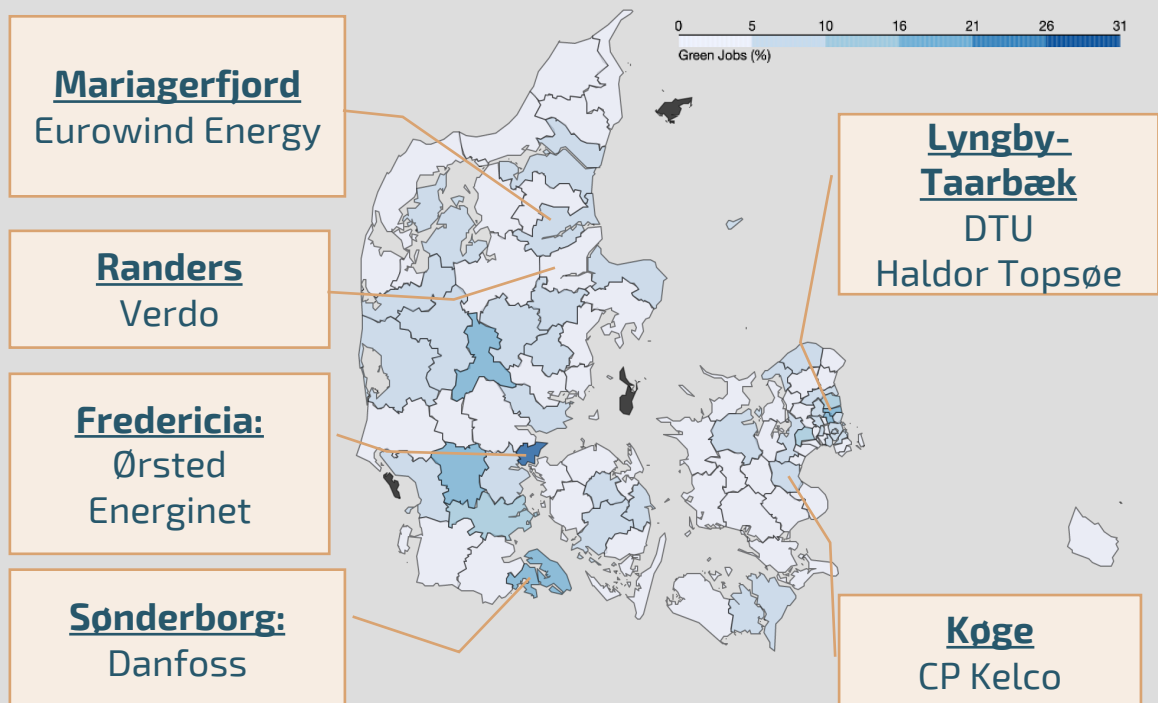 Mariagerfjord
Eurowind Energy
0 5 10 16 21 26 31
Green Jobs (%)
Lyngby-
Taarbæk
DTU
Haldor Topsøe
Randers
Verdo
Fredericia:
Ørsted
Energinet
Sønderborg:
Danfoss
Køge
CP Kelco